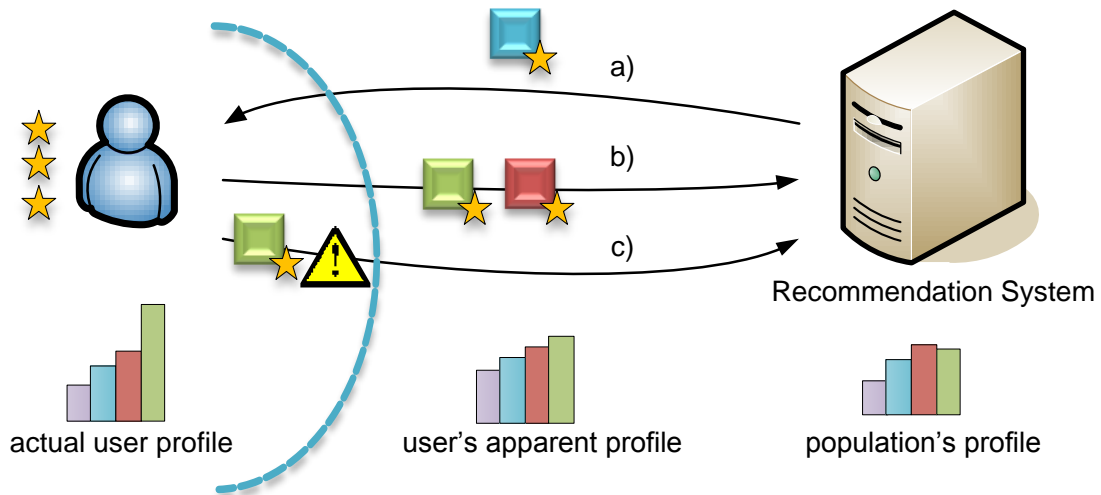 a)
b)
c)
!
Recommendation System
actual user profile
user's apparent profile
population's profile